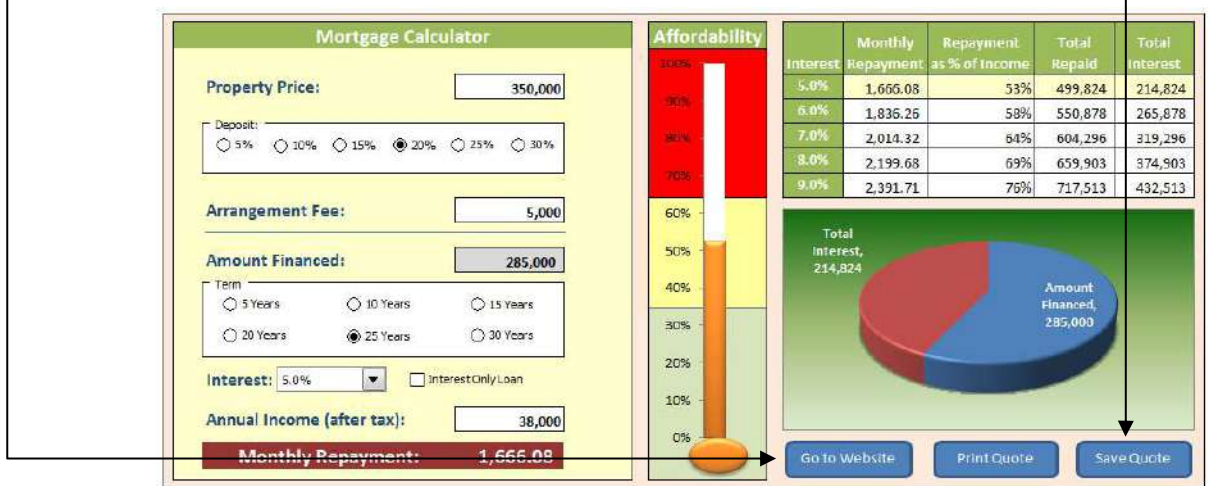 Mortgage Calculator
Property Price: 350,000
Deposit:
5% 10% 15% 20% 25% 30%
Arrangement Fee: 5,000
Amount Financed: 285,000
Term
5 Years 10 Years 15 Years
20 Years 25 Years 30 Years
Interest: 5.0% Interest Only Loan
Annual Income (after tax): 38,000
Monthly Repayment: 1,666.08
Affordability
100%
90%
80%
70%
60%
50%
40%
30%
20%
10%
0%
Interest Monthly Repayment Repayment as % of Income Total Repaid Total Interest
5.0% 1,666.08 53% 499,824 214,824
6.0% 1,836.26 58% 550,878 265,878
7.0% 2,014.32 64% 604,296 319,296
8.0% 2,199.68 69% 659,903 374,903
9.0% 2,391.71 76% 717,513 432,513
Total
Interest,
214,824
Amount
Financed,
285,000
Go to Website Print Quote Save Quote